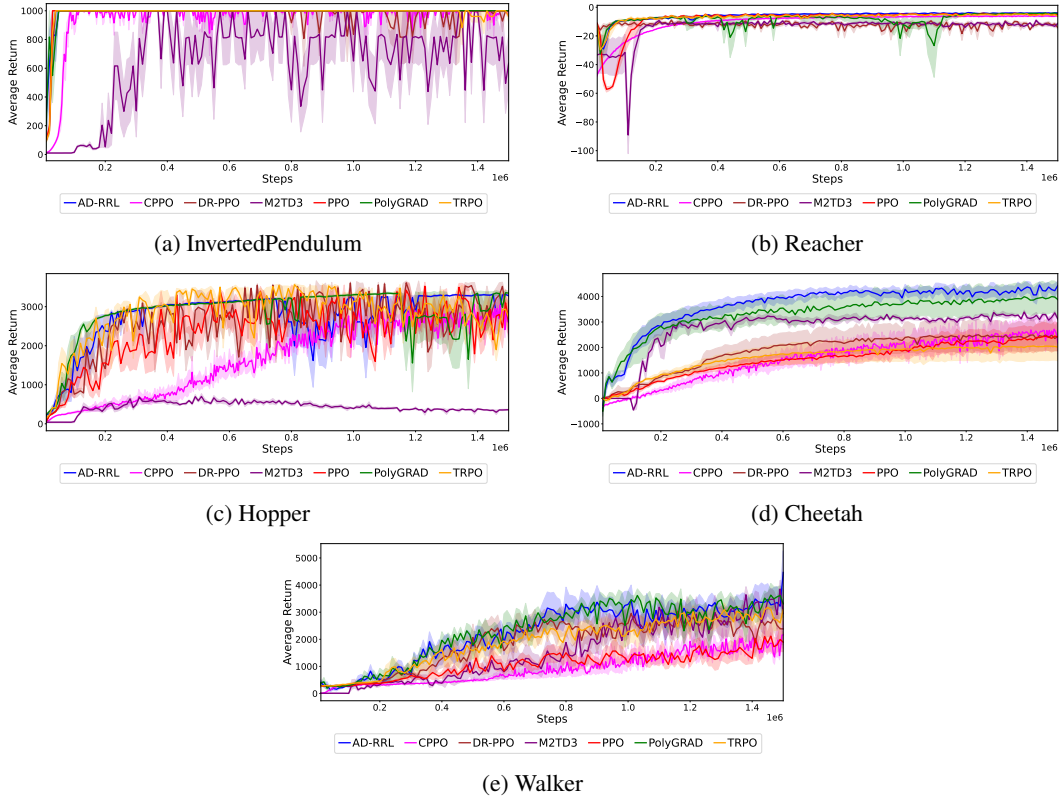 1000
800
600
400
200
0
Average Return
0.2 0.4 0.6 0.8 1.0 1.2 1.4
Steps
1e6
AD-RRL CPPO DR-PPO M2TD3 PPO PolyGRAD TRPO
(a) InvertedPendulum
0
−20
−40
−60
−80
−100
Average Return
0.2 0.4 0.6 0.8 1.0 1.2 1.4
Steps
1e6
AD-RRL CPPO DR-PPO M2TD3 PPO PolyGRAD TRPO
(b) Reacher
3000
2000
1000
0
Average Return
0.2 0.4 0.6 0.8 1.0 1.2 1.4
Steps
1e6
AD-RRL CPPO DR-PPO M2TD3 PPO PolyGRAD TRPO
(c) Hopper
4000
3000
2000
1000
0
−1000
Average Return
0.2 0.4 0.6 0.8 1.0 1.2 1.4
Steps
1e6
AD-RRL CPPO DR-PPO M2TD3 PPO PolyGRAD TRPO
(d) Cheetah
5000
4000
3000
2000
1000
0
Average Return
0.2 0.4 0.6 0.8 1.0 1.2 1.4
Steps
1e6
AD-RRL CPPO DR-PPO M2TD3 PPO PolyGRAD TRPO
(e) Walker